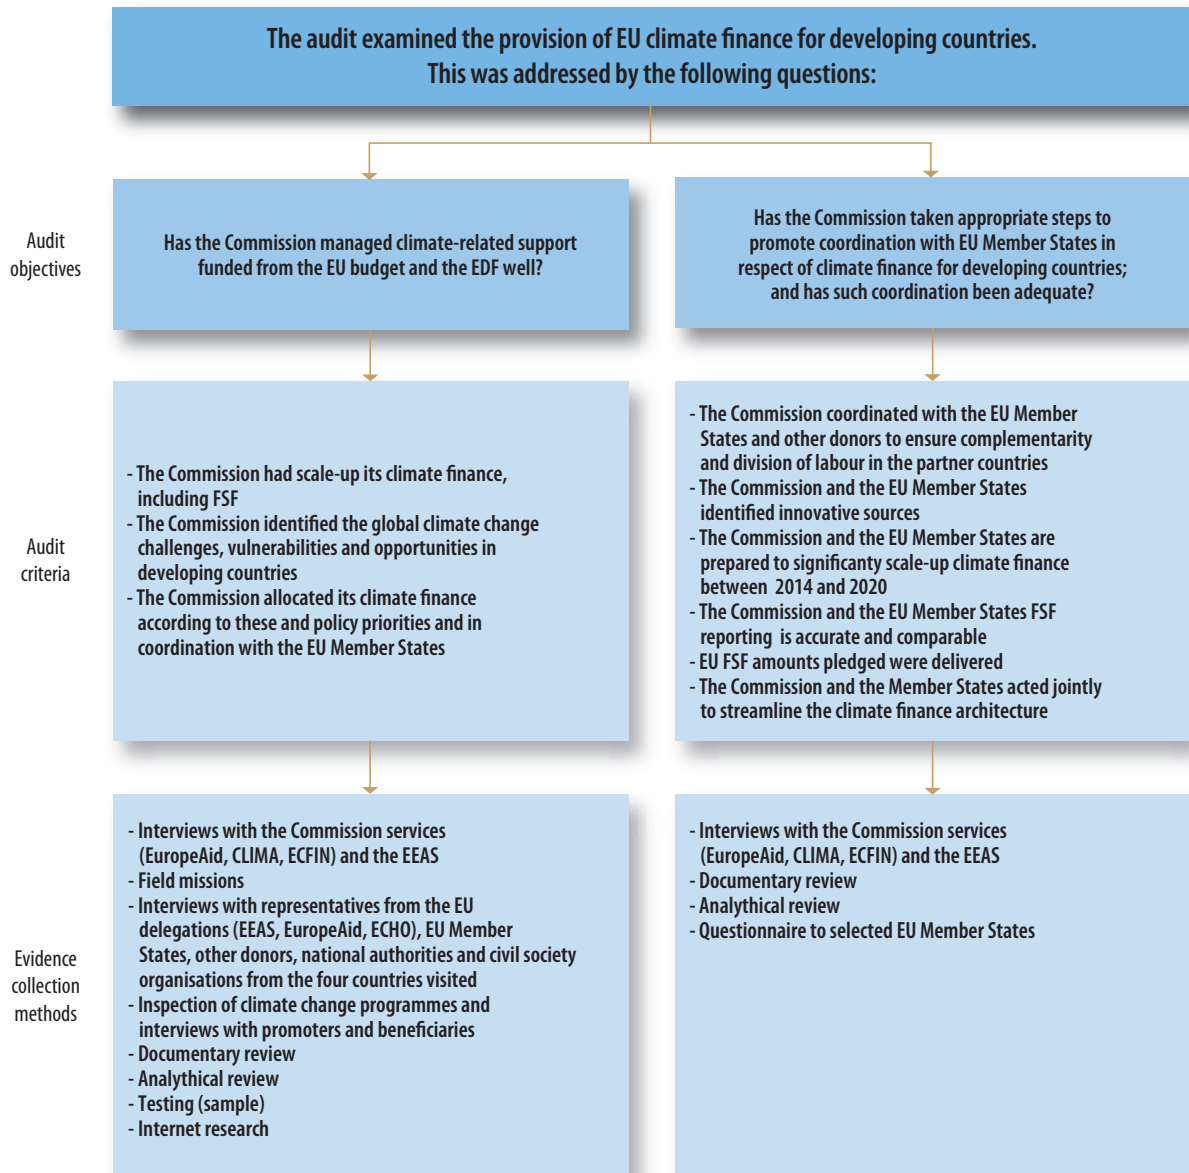 The audit examined the provision of EU climate finance for developing countries.
This was addressed by the following questions:
Audit
objectives
Has the Commission managed climate-related support
funded from the EU budget and the EDF well?
Has the Commission taken appropriate steps to
promote coordination with EU Member States in
respect of climate finance for developing countries;
and has such coordination been adequate?
Audit
criteria
- The Commission had scale-up its climate finance,
including FSF
- The Commission identified the global climate change
challenges, vulnerabilities and opportunities in
developing countries
- The Commission allocated its climate finance
according to these and policy priorities and in
coordination with the EU Member States
- The Commission coordinated with the EU Member
States and other donors to ensure complementarity
and division of labour in the partner countries
- The Commission and the EU Member States
identified innovative sources
- The Commission and the EU Member States are
prepared to significanty scale-up climate finance
between 2014 and 2020
- The Commission and the EU Member States FSF
reporting is accurate and comparable
- EU FSF amounts pledged were delivered
- The Commission and the Member States acted jointly
to streamline the climate finance architecture
Evidence
collection
methods
- Interviews with the Commission services
(EuropeAid, CLIMA, ECFIN) and the EEAS
- Field missions
- Interviews with representatives from the EU
delegations (EEAS, EuropeAid, ECHO), EU Member
States, other donors, national authorities and civil society
organisations from the four countries visited
- Inspection of climate change programmes and
interviews with promoters and beneficiaries
- Documentary review
- Analythical review
- Testing (sample)
- Internet research
- Interviews with the Commission services
(EuropeAid, CLIMA, ECFIN) and the EEAS
- Documentary review
- Analythical review
- Questionnaire to selected EU Member States